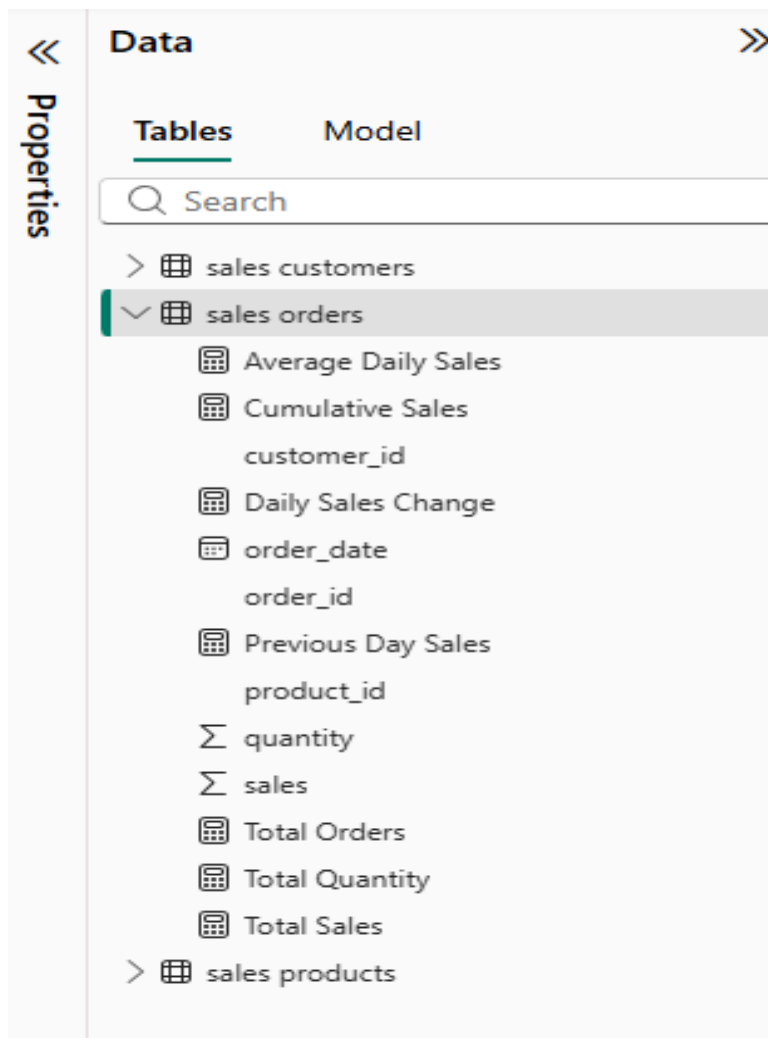 Properties
Data
Tables Model
Search
sales customers
sales orders
Average Daily Sales
Cumulative Sales
customer_id
Daily Sales Change
order_date
order_id
Previous Day Sales
product_id
quantity
sales
Total Orders
Total Quantity
Total Sales
sales products